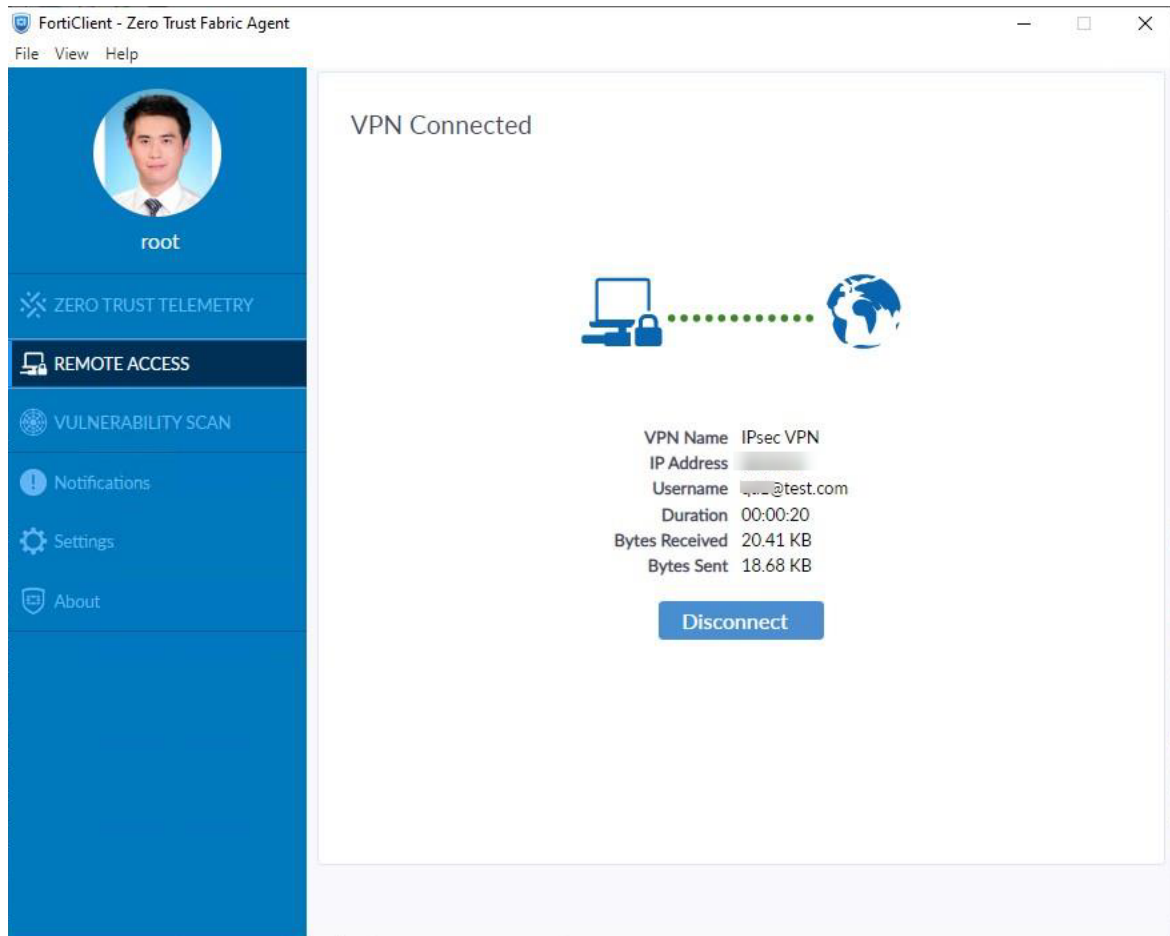 FortiClient - Zero Trust Fabric Agent
File View Help
root
ZERO TRUST TELEMETRY
REMOTE ACCESS
VULNERABILITY SCAN
Notifications
Settings
About
VPN Connected
VPN Name IPsec VPN
IP Address
Username @test.com
Duration 00:00:20
Bytes Received 20.41 KB
Bytes Sent 18.68 KB
Disconnect